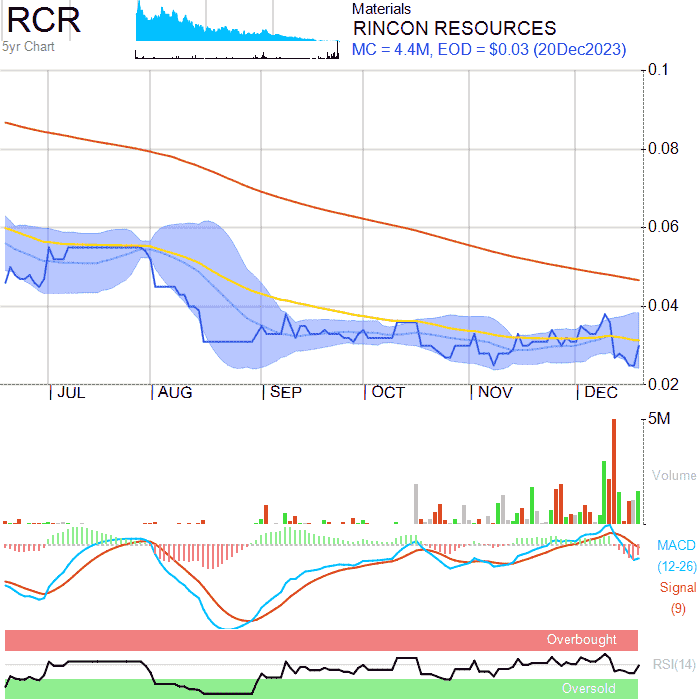 RCR
5yr Chart
Materials
RINCON RESOURCES
MC = 4.4M, EOD = $0.03 (20Dec2023)
0.1
0.08
0.06
0.04
0.02
JUL AUG SEP OCT NOV DEC
5M
Volume
MACD
(12-26)
Signal
(9)
Overbought
RSI(14)
Oversold